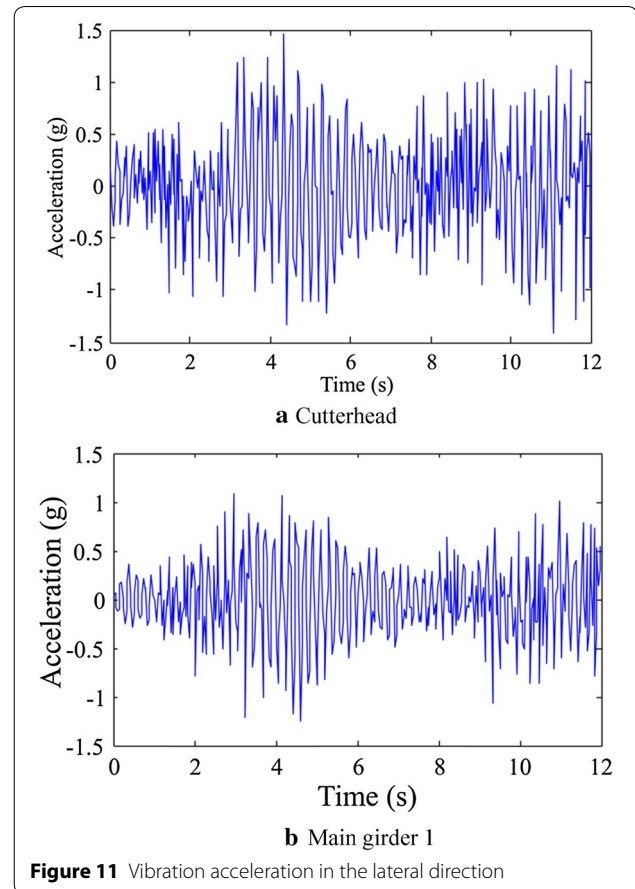 1.5
1
0.5
0
-0.5
-1
-1.5
Acceleration (g)
0 2 4 6 8 10 12
Time (s)
a Cutterhead
1.5
1
0.5
0
-0.5
-1
-1.5
Acceleration (g)
0 2 4 6 8 10 12
Time (s)
b Main girder 1
Figure 11 Vibration acceleration in the lateral direction